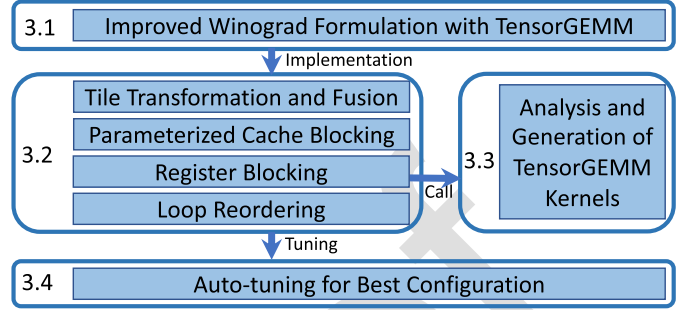 3.1 Improved Winograd Formulation with TensorGEMM
Implementation
3.2
Tile Transformation and Fusion
Parameterized Cache Blocking
Register Blocking
Loop Reordering
Call
3.3
Analysis and
Generation of
TensorGEMM
Kernels
Tuning
3.4 Auto-tuning for Best Configuration